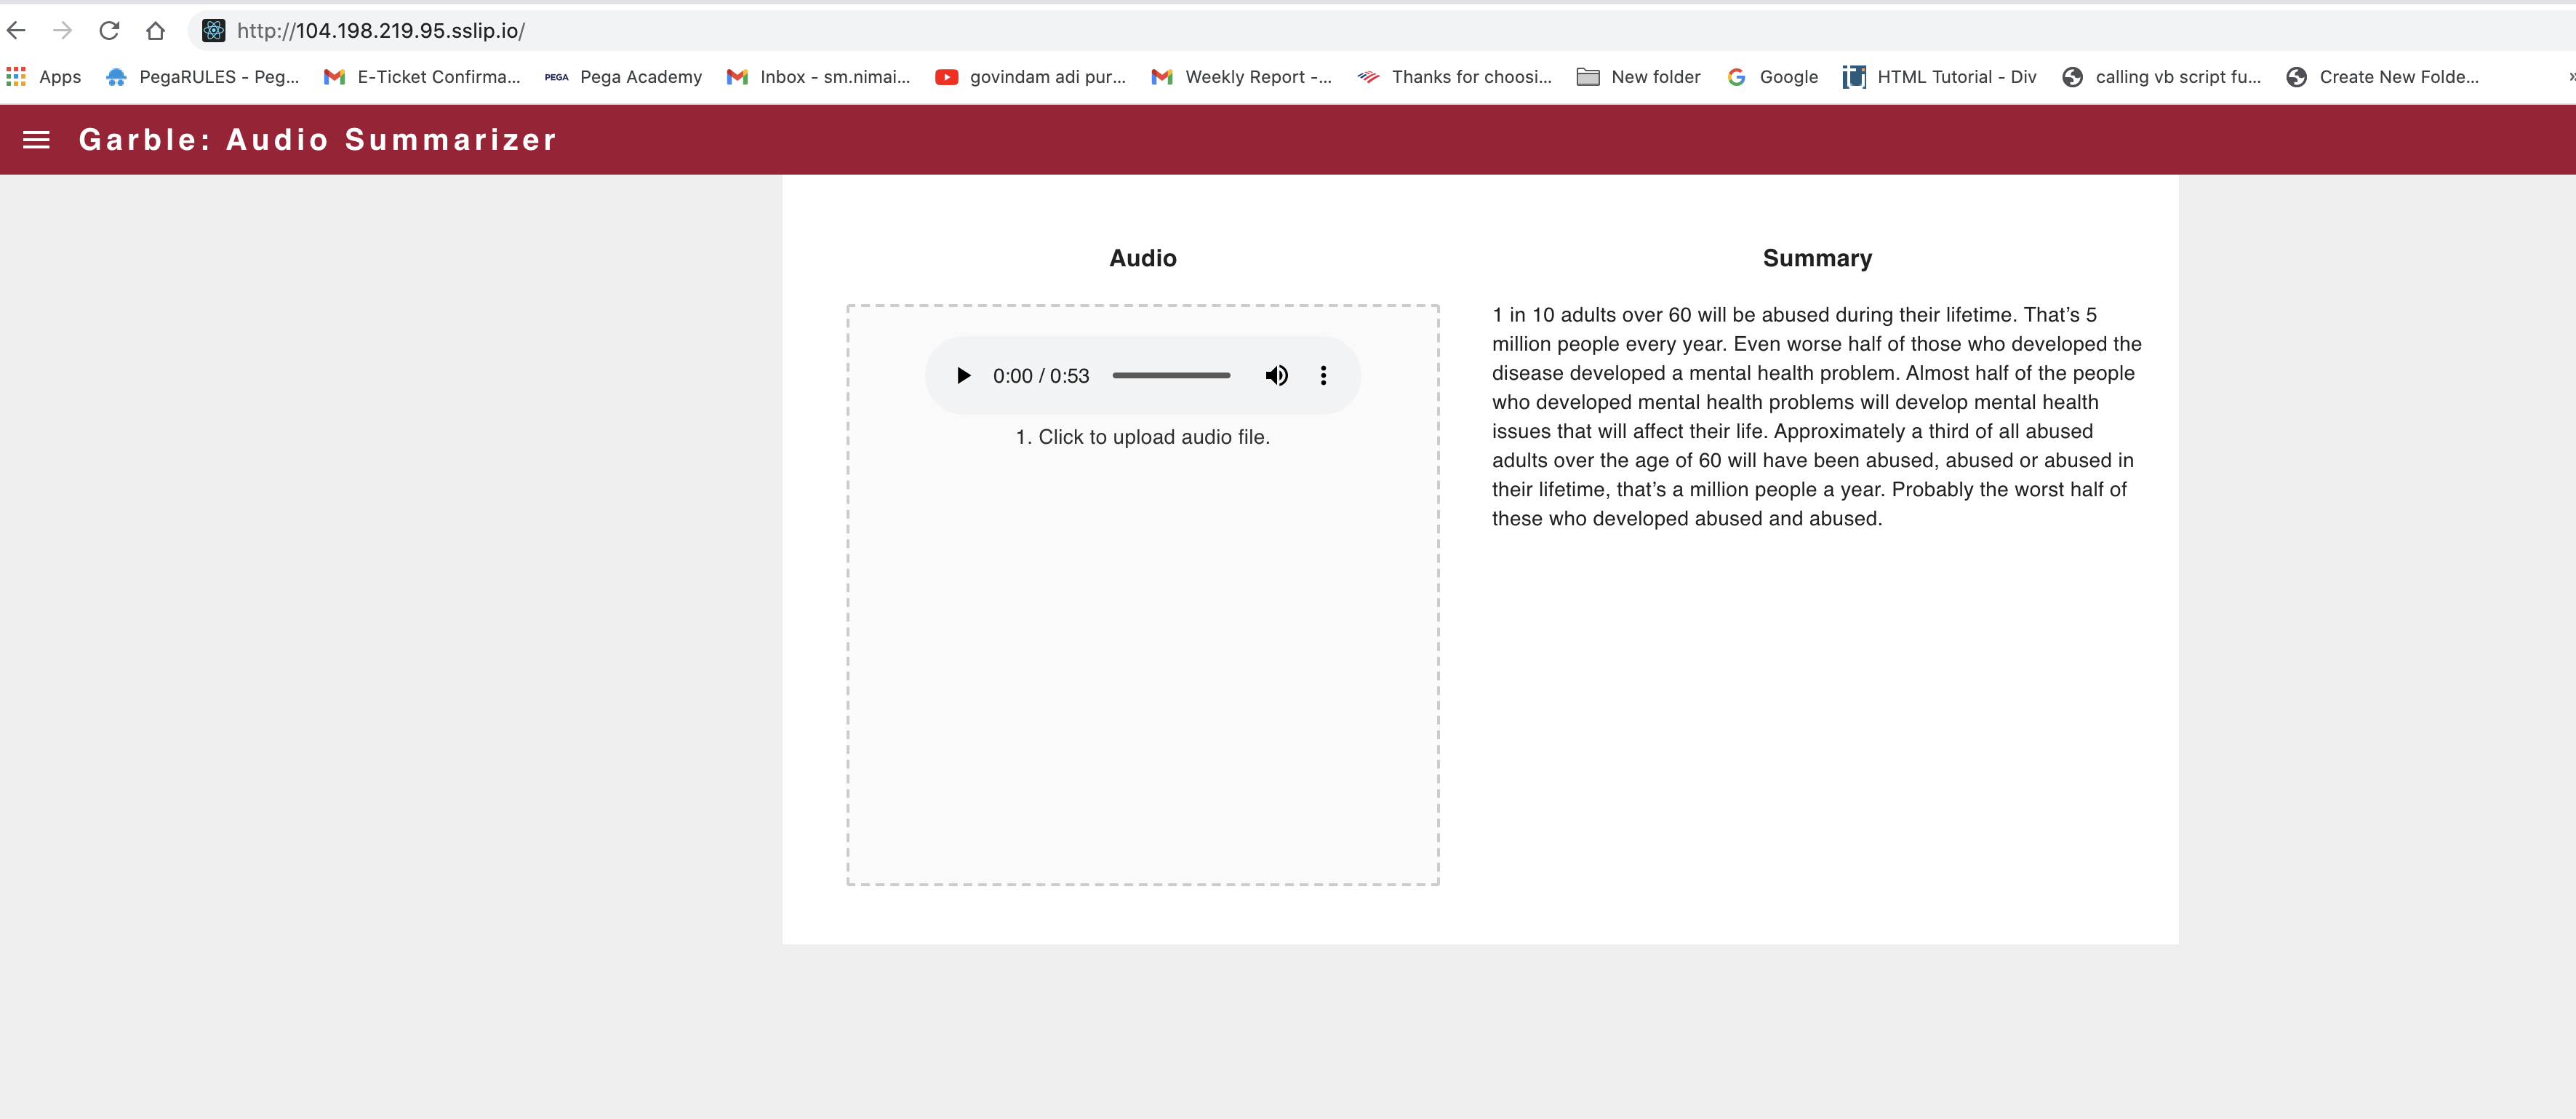 http://104.198.219.95.sslip.io/
Apps PegaRULES - Peg... E-Ticket Confirma... PEGA Pega Academy Inbox - sm.nimai... govindam adi pur... Weekly Report -... Thanks for choosi... New folder Google HTML Tutorial - Div calling vb script fu... Create New Folde... »
Garble: Audio Summarizer
Audio
0:00 / 0:53
1. Click to upload audio file.
Summary
1 in 10 adults over 60 will be abused during their lifetime. That’s 5
million people every year. Even worse half of those who developed the
disease developed a mental health problem. Almost half of the people
who developed mental health problems will develop mental health
issues that will affect their life. Approximately a third of all abused
adults over the age of 60 will have been abused, abused or abused in
their lifetime, that’s a million people a year. Probably the worst half of
these who developed abused and abused.